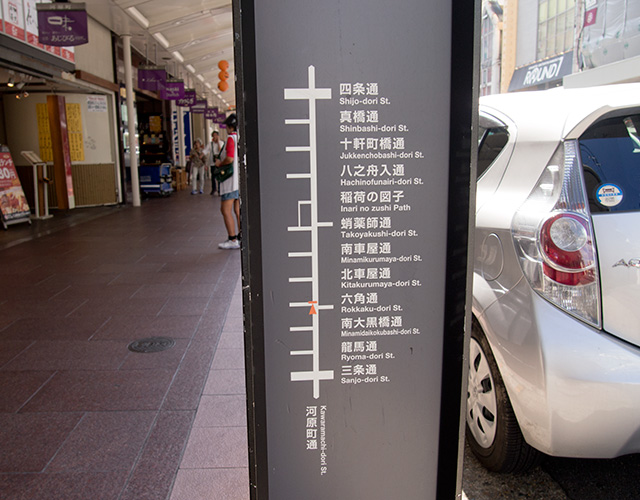 四条通
Shijo-dori St.
真橋通
Shinbashi-dori St.
十軒町橋通
Jukkenchobashi-dori St.
八之舟入通
Hachinofunairi-dori St.
稲荷の図子
Inari no zushi Path
蛸薬師通
Takoyakushi-dori St.
南車屋通
Minamikurumaya-dori St.
北車屋通
Kitakurumaya-dori St.
六角通
Rokkaku-dori St.
南大黒橋通
Minamidaikokubashi-dori St.
龍馬通
Ryoma-dori St.
三条通
Sanjo-dori St.
河原町通
Kawaramachi-dori St.
ROUND